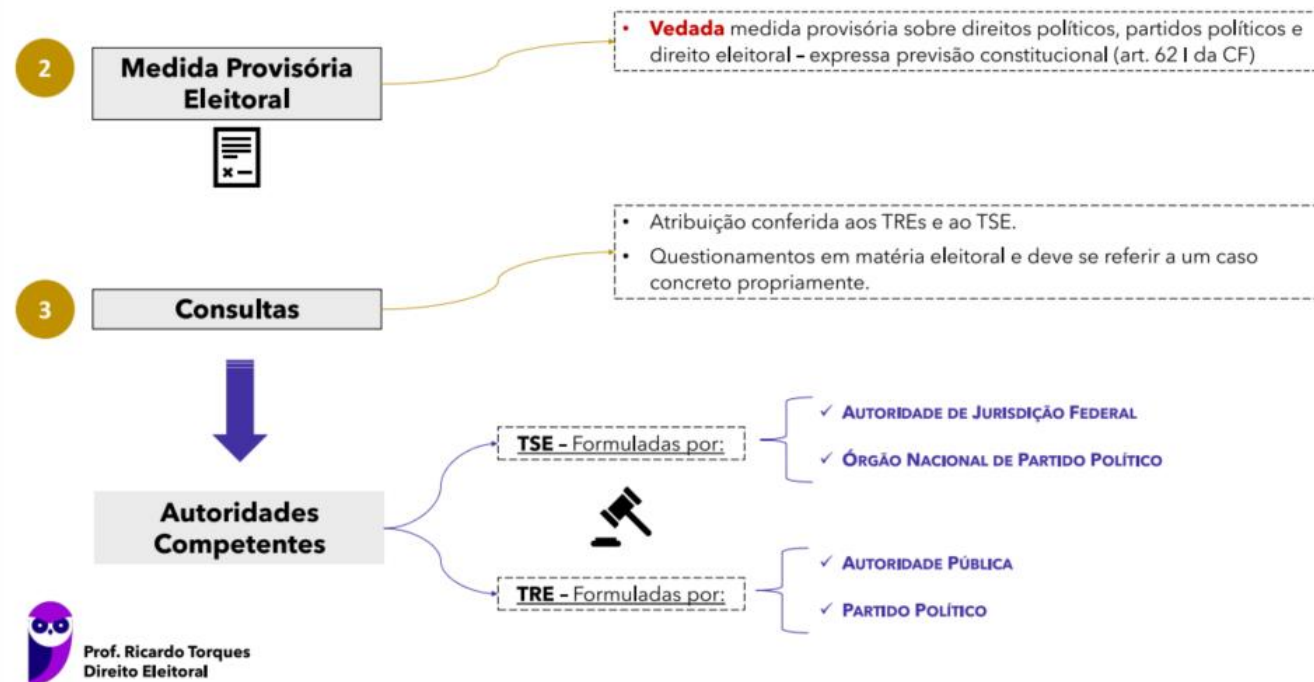 2
Medida Provisória
Eleitoral
• Vedada medida provisória sobre direitos políticos, partidos políticos e
direito eleitoral – expressa previsão constitucional (art. 62 I da CF)
3
Consultas
• Atribuição conferida aos TREs e ao TSE.
• Questionamentos em matéria eleitoral e deve se referir a um caso
concreto propriamente.
Autoridades
Competentes
TSE – Formuladas por:
✓ AUTORIDADE DE JURISDIÇÃO FEDERAL
✓ ÓRGÃO NACIONAL DE PARTIDO POLÍTICO
TRE – Formuladas por:
✓ AUTORIDADE PÚBLICA
✓ PARTIDO POLÍTICO
Prof. Ricardo Torques
Direito Eleitoral